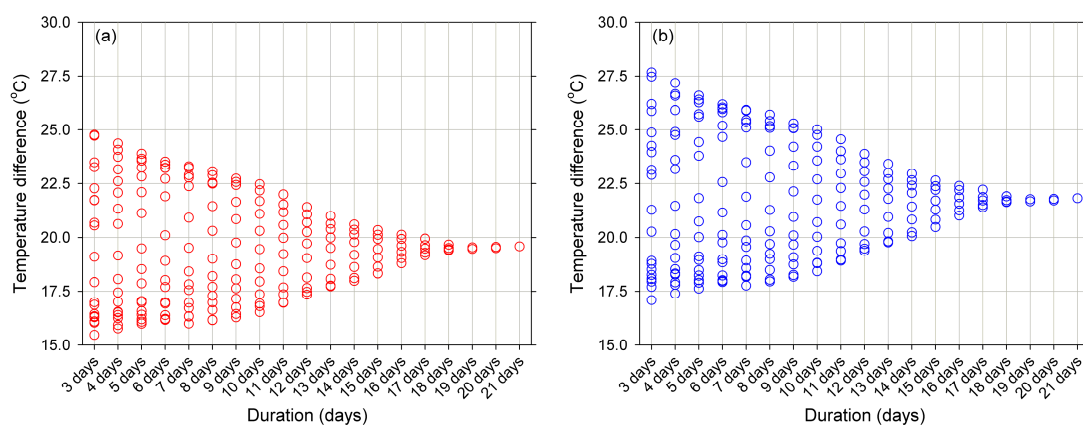 (a)
Temperature difference (°C)
30.0
27.5
25.0
22.5
20.0
17.5
15.0
3 days
4 days
5 days
6 days
7 days
8 days
9 days
10 days
11 days
12 days
13 days
14 days
15 days
16 days
17 days
18 days
19 days
20 days
21 days
Duration (days)
(b)
Temperature difference (°C)
30.0
27.5
25.0
22.5
20.0
17.5
15.0
3 days
4 days
5 days
6 days
7 days
8 days
9 days
10 days
11 days
12 days
13 days
14 days
15 days
16 days
17 days
18 days
19 days
20 days
21 days
Duration (days)